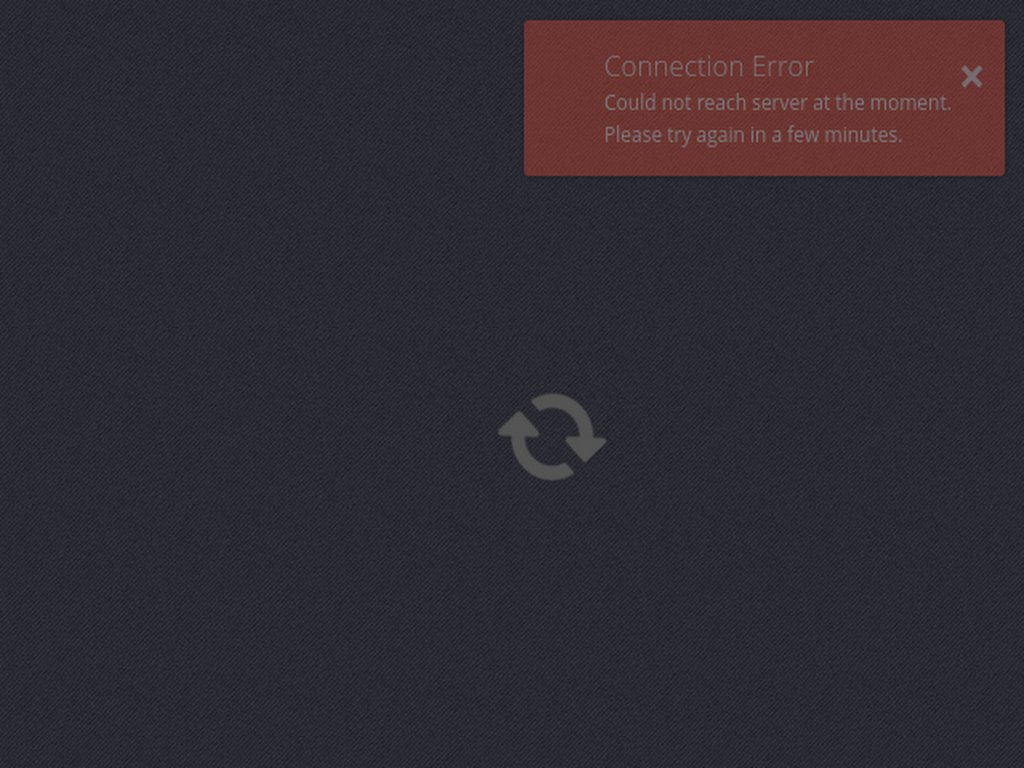 Connection Error
Could not reach server at the moment.
Please try again in a few minutes.